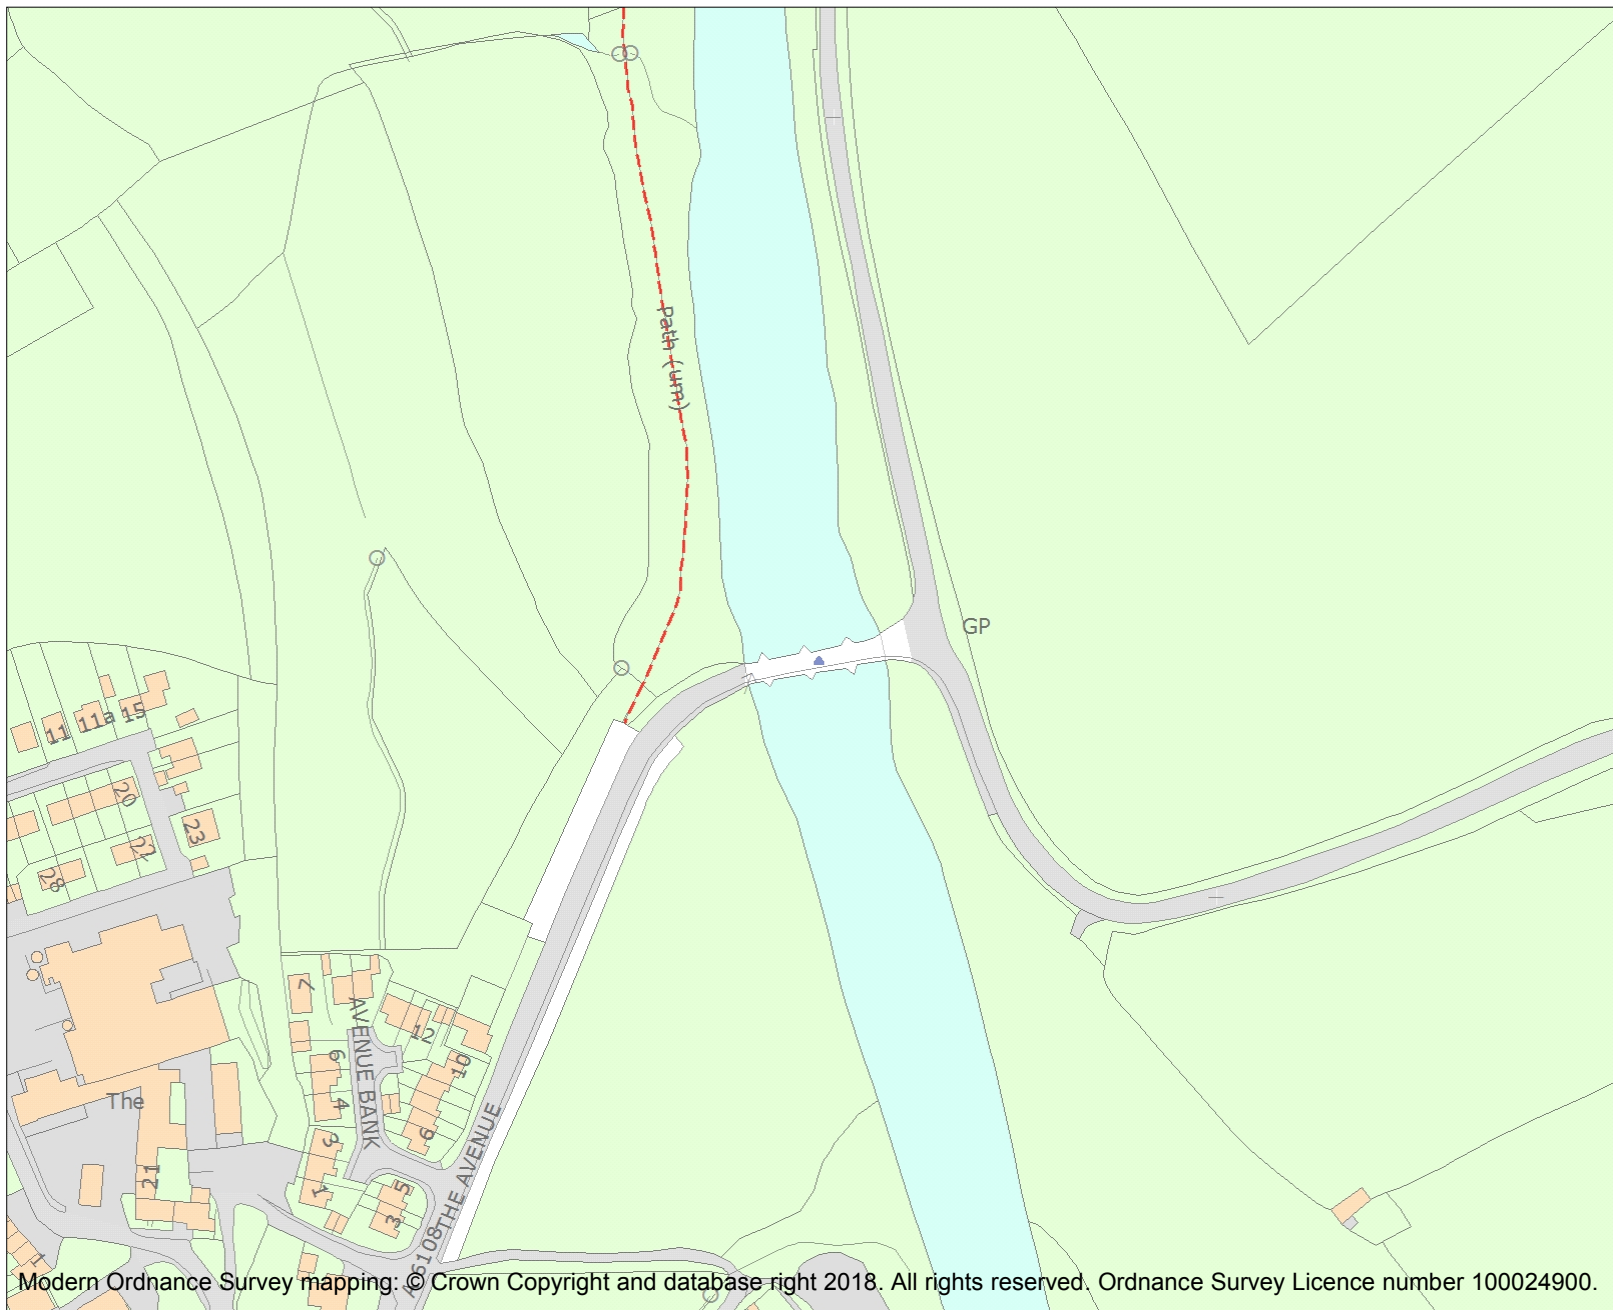 Path (um)
GP
11
11a
15
20
22
23
28
7
AVENUE BANK
12
10
9
4
6
The
3
21
1
5
3
THE AVENUE
A6108
1
Modern Ordnance Survey mapping: © Crown Copyright and database right 2018. All rights reserved. Ordnance Survey Licence number 100024900.